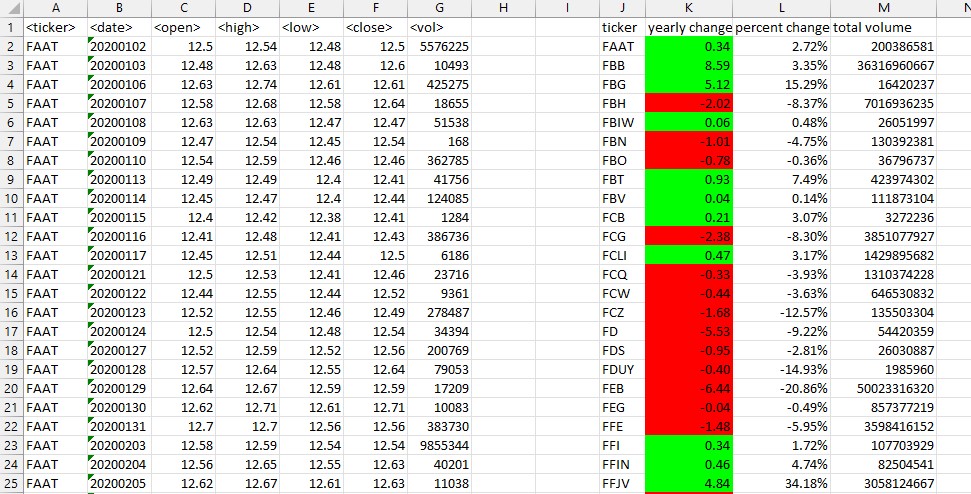 A B C D E F G H I J K L M N
1 <ticker> <date> <open> <high> <low> <close> <vol> ticker yearly change percent change total volume
2 FAAT 20200102 12.5 12.54 12.48 12.5 5576225 FAAT 0.34 2.72% 200386581
3 FAAT 20200103 12.48 12.63 12.48 12.6 10493 FBB 8.59 3.35% 36316960667
4 FAAT 20200106 12.63 12.74 12.61 12.61 425275 FBG 5.12 15.29% 16420237
5 FAAT 20200107 12.58 12.68 12.58 12.64 18655 FBH -2.02 -8.37% 7016936235
6 FAAT 20200108 12.63 12.63 12.47 12.47 51538 FBIW 0.06 0.48% 26051997
7 FAAT 20200109 12.47 12.54 12.45 12.54 168 FBN -1.01 -4.75% 130392381
8 FAAT 20200110 12.54 12.59 12.46 12.46 362785 FBO -0.78 -0.36% 36796737
9 FAAT 20200113 12.49 12.49 12.4 12.41 41756 FBT 0.93 7.49% 423974302
10 FAAT 20200114 12.45 12.47 12.4 12.44 124085 FBV 0.04 0.14% 111873104
11 FAAT 20200115 12.4 12.42 12.38 12.41 1284 FCB 0.21 3.07% 3272236
12 FAAT 20200116 12.41 12.48 12.41 12.43 386736 FCG -2.38 -8.30% 3851077927
13 FAAT 20200117 12.45 12.51 12.44 12.5 6186 FCLI 0.47 3.17% 1429895682
14 FAAT 20200121 12.5 12.53 12.41 12.46 23716 FCQ -0.33 -3.93% 1310374228
15 FAAT 20200122 12.44 12.55 12.44 12.52 9361 FCW -0.44 -3.63% 646530832
16 FAAT 20200123 12.52 12.55 12.46 12.49 278487 FCZ -1.68 -12.57% 135503304
17 FAAT 20200124 12.5 12.54 12.48 12.54 34394 FD -5.53 -9.22% 54420359
18 FAAT 20200127 12.52 12.59 12.52 12.56 200769 FDS -0.95 -2.81% 26030887
19 FAAT 20200128 12.57 12.64 12.55 12.64 79053 FDUY -0.40 -14.93% 1985960
20 FAAT 20200129 12.64 12.67 12.59 12.59 17209 FEB -6.44 -20.86% 50023316320
21 FAAT 20200130 12.62 12.71 12.61 12.71 10083 FEG -0.04 -0.49% 857377219
22 FAAT 20200131 12.7 12.7 12.56 12.56 383730 FFE -1.48 -5.95% 3598416152
23 FAAT 20200203 12.58 12.59 12.54 12.54 9855344 FFI 0.34 1.72% 107703929
24 FAAT 20200204 12.56 12.65 12.55 12.63 40201 FFIN 0.46 4.74% 82504541
25 FAAT 20200205 12.62 12.67 12.61 12.63 11038 FFJV 4.84 34.18% 3058124667